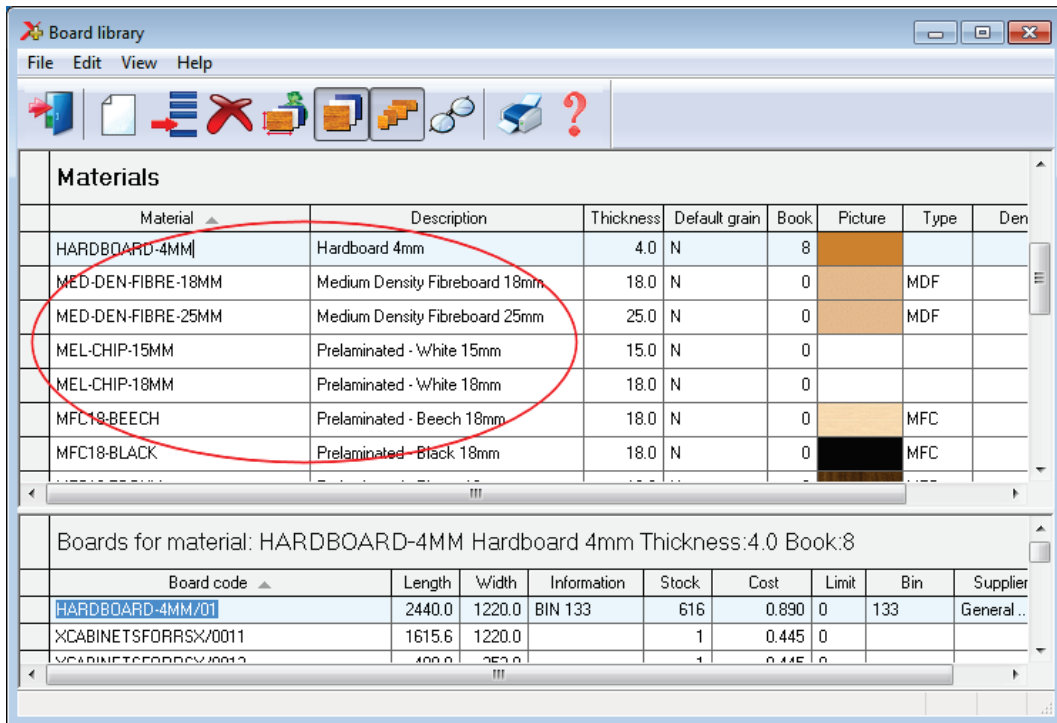 Board library
File Edit View Help
Materials
Material Description Thickness Default grain Book Picture Type Den
HARDBOARD-4MM Hardboard 4mm 4.0 N 8
MED-DEN-FIBRE-18MM Medium Density Fibreboard 18mm 18.0 N 0 MDF
MED-DEN-FIBRE-25MM Medium Density Fibreboard 25mm 25.0 N 0 MDF
MEL-CHIP-15MM Prelaminated - White 15mm 15.0 N 0
MEL-CHIP-18MM Prelaminated - White 18mm 18.0 N 0
MFC18-BEECH Prelaminated - Beech 18mm 18.0 N 0 MFC
MFC18-BLACK Prelaminated - Black 18mm 18.0 N 0 MFC
Boards for material: HARDBOARD-4MM Hardboard 4mm Thickness:4.0 Book:8
Board code Length Width Information Stock Cost Limit Bin Supplier
HARDBOARD-4MM/01 2440.0 1220.0 BIN 133 616 0.890 0 133 General ..
XCABINETSFORRSX/0011 1615.6 1220.0 1 0.445 0